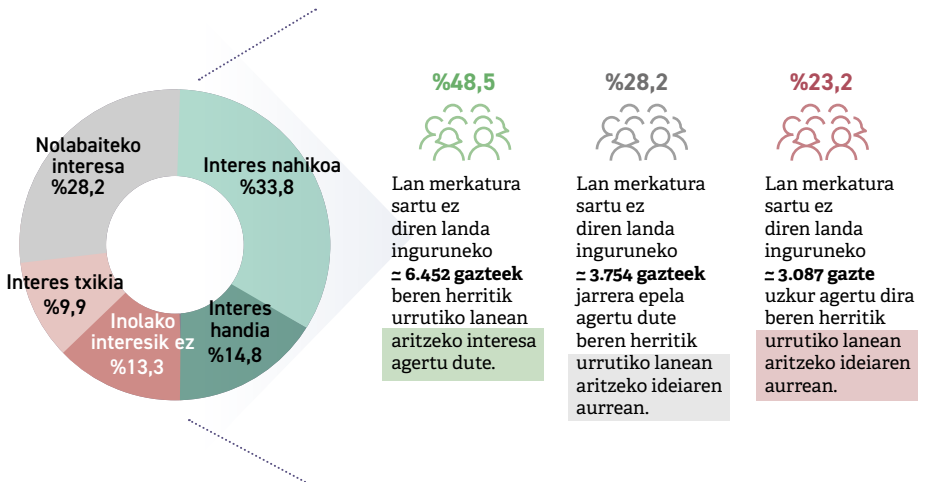 Nolabaiteko
interesa
%28,2
Interes nahikoa
%33,8
Interes txikia
%9,9
Inolako
interesik ez
%13,3
Interes
handia
%14,8
%48,5
Lan merkatura
sartu ez
diren landa
inguruneko
≃ 6.452 gazteek
beren herritik
urrutiko lanean
aritzeko interesa
agertu dute.
%28,2
Lan merkatura
sartu ez
diren landa
inguruneko
≃ 3.754 gazteek
jarrera epela
agertu dute
beren herritik
urrutiko lanean
aritzeko ideiaren
aurrean.
%23,2
Lan merkatura
sartu ez
diren landa
inguruneko
≃ 3.087 gazte
uzkur agertu dira
beren herritik
urrutiko lanean
aritzeko ideiaren
aurrean.